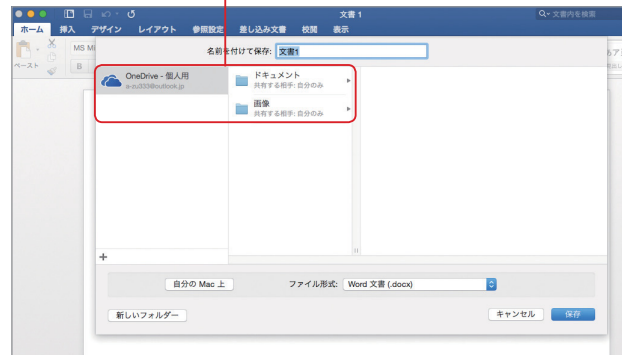 文書 1
文書内を検索
ホーム 挿入 デザイン レイアウト 参照設定 差し込み文書 校閲 表示
ペースト
MS
B
名前を付けて保存: 文書1
OneDrive - 個人用
a-zu033@outlook.jp
ドキュメント
共有する相手: 自分のみ
画像
共有する相手: 自分のみ
+
自分の Mac 上
ファイル形式: Word 文書 (.docx)
新しいフォルダー
キャンセル
保存